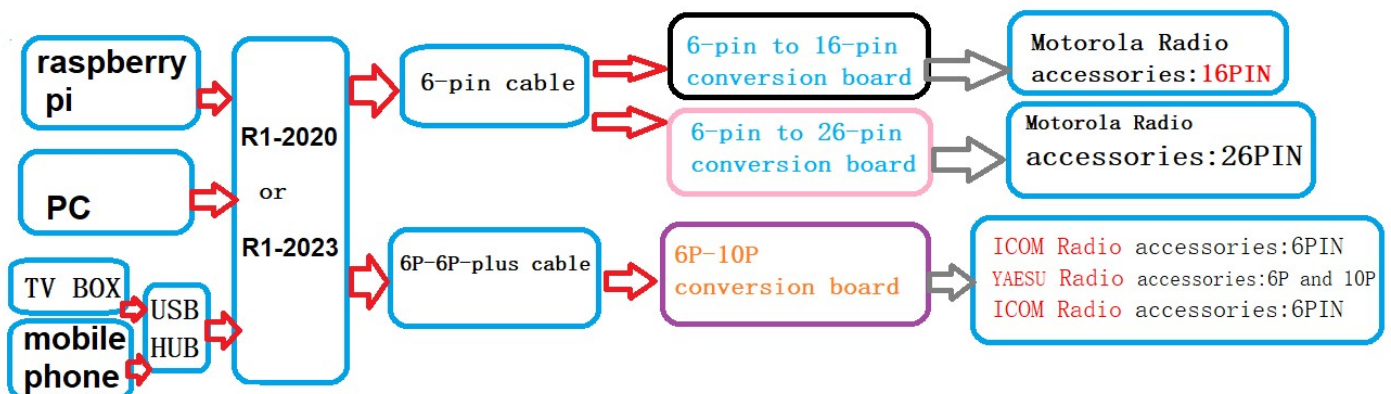 raspberry
pi
PC
TV BOX
mobile
phone
USB
HUB
R1-2020
or
R1-2023
6-pin cable
6P-6P-plus cable
6-pin to 16-pin
conversion board
6-pin to 26-pin
conversion board
6P-10P
conversion board
Motorola Radio
accessories:16PIN
Motorola Radio
accessories:26PIN
ICOM Radio accessories:6PIN
YAESU Radio accessories:6P and 10P
ICOM Radio accessories:6PIN